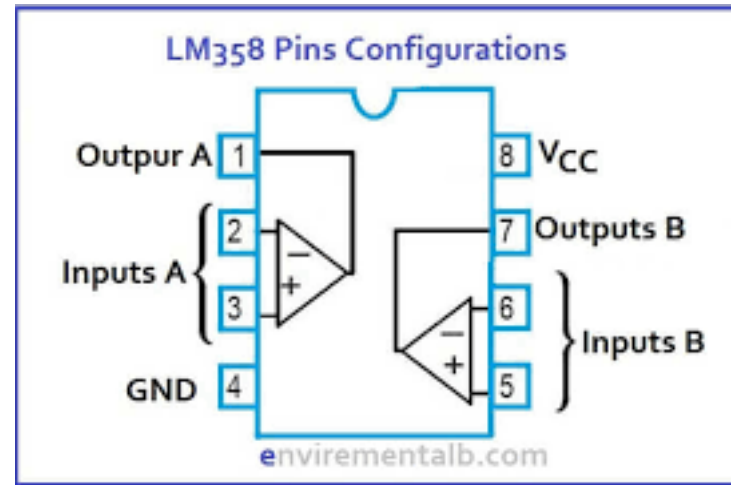 LM358 Pins Configurations
Outpur A 1
8 VCC
2
7 Outputs B
Inputs A
−
+
3
6
−
+
Inputs B
GND 4
5
envirementalb.com